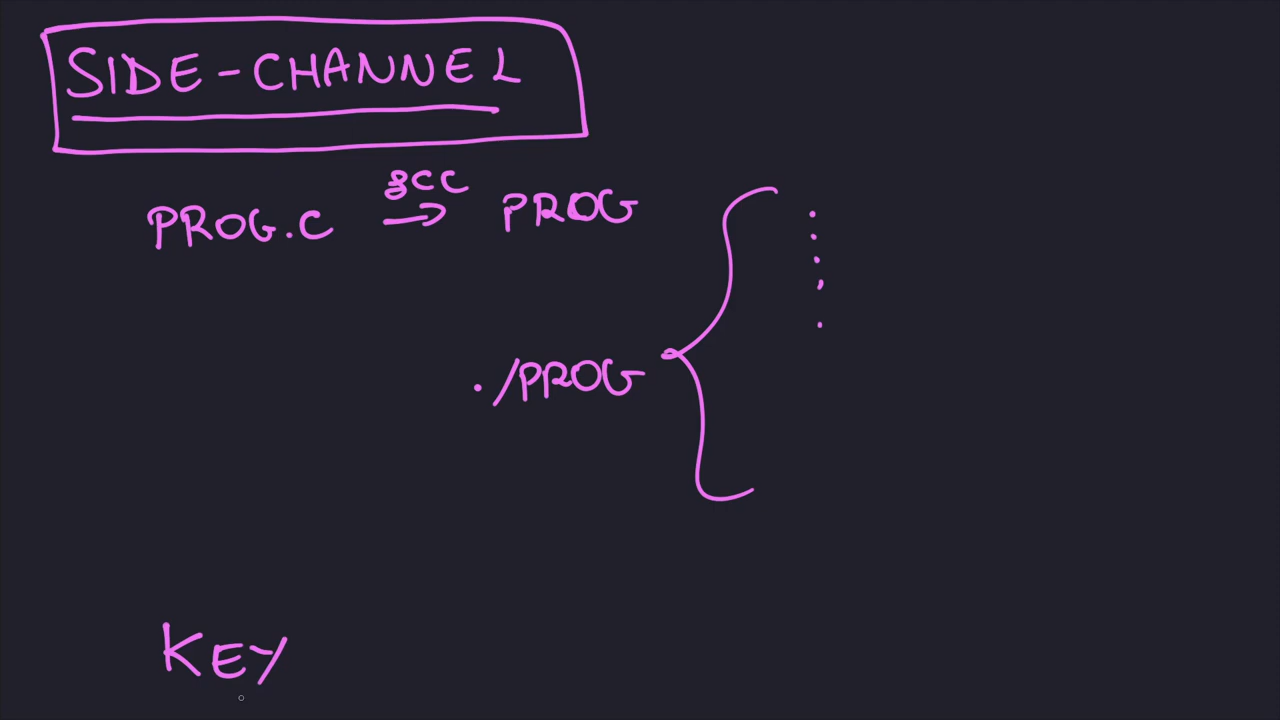 SIDE-CHANNEL
gcc
PROG.C → PROG
./PROG
KEY